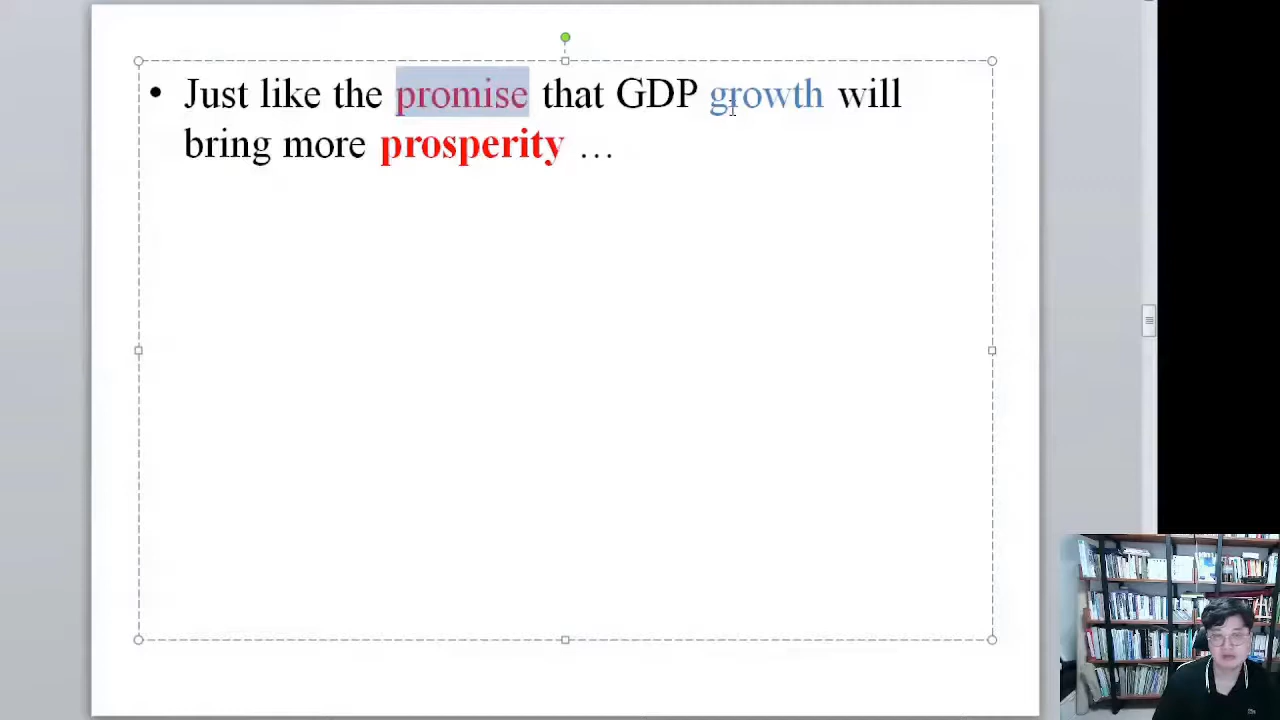 • Just like the promise that GDP growth will
bring more prosperity …